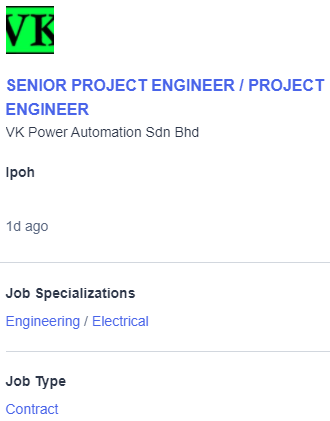 VK
SENIOR PROJECT ENGINEER / PROJECT
ENGINEER
VK Power Automation Sdn Bhd
Ipoh
1d ago
Job Specializations
Engineering / Electrical
Job Type
Contract